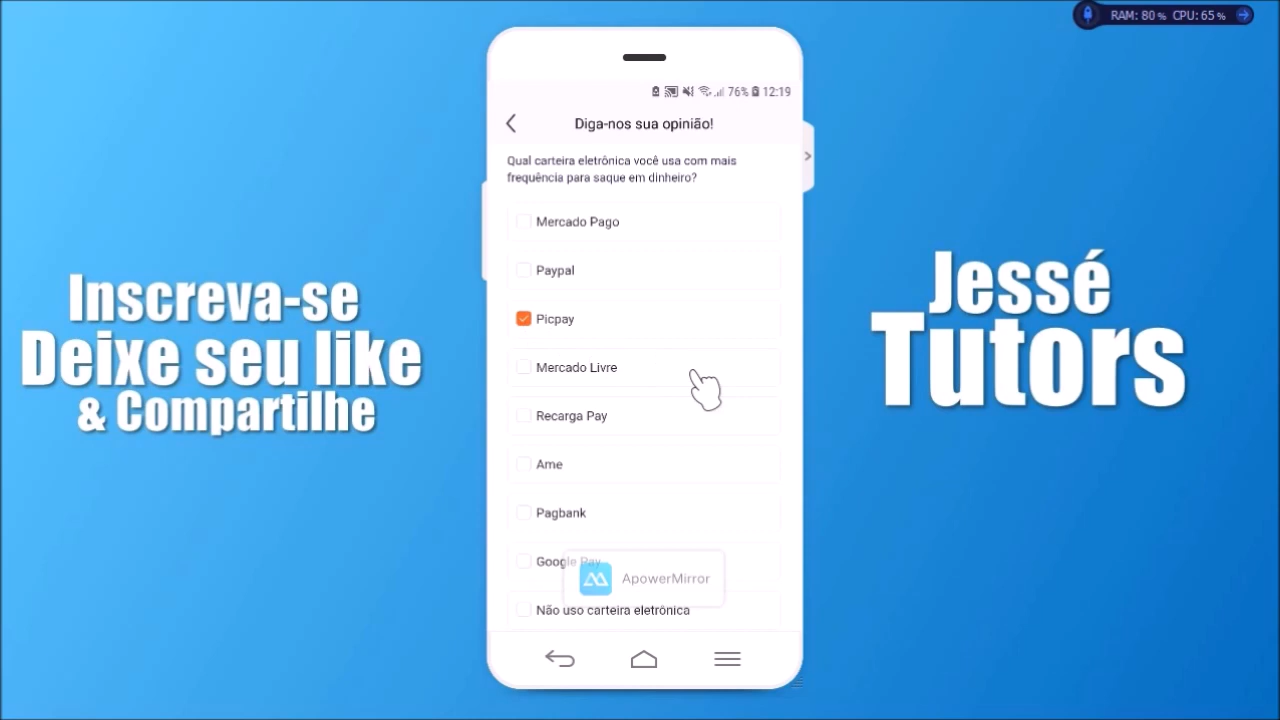 RAM: 80% CPU: 65%
76% 12:19
Diga-nos sua opinião!
Qual carteira eletrônica você usa com mais
frequência para saque em dinheiro?
Mercado Pago
Paypal
Picpay
Mercado Livre
Recarga Pay
Ame
Pagbank
Google Pay
ApowerMirror
Não uso carteira eletrônica
Inscreva-se
Deixe seu like
& Compartilhe
Jessé
Tutors